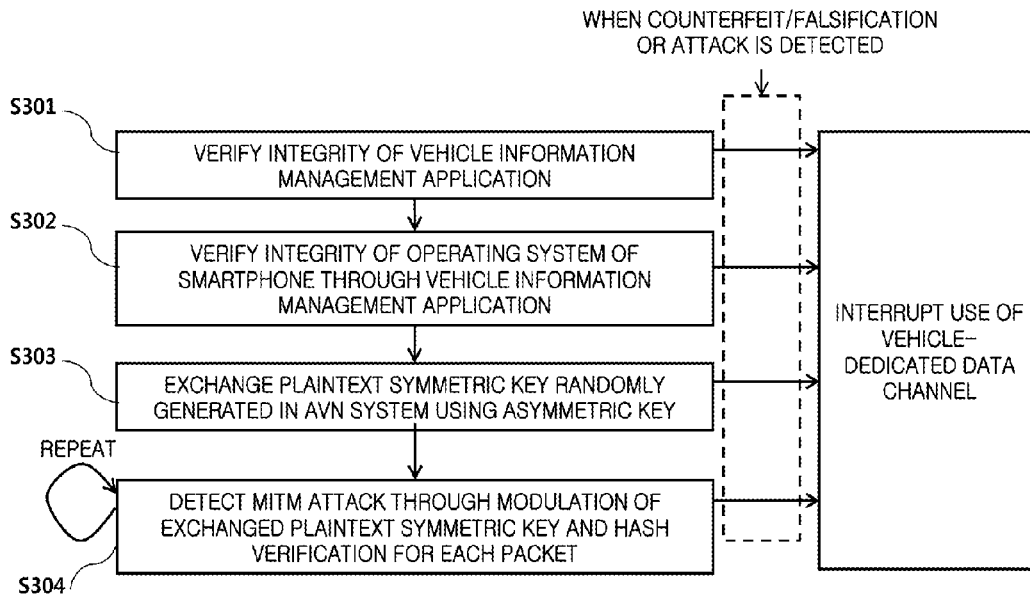 WHEN COUNTERFEIT/FALSIFICATION
OR ATTACK IS DETECTED
S301
VERIFY INTEGRITY OF VEHICLE INFORMATION
MANAGEMENT APPLICATION
S302
VERIFY INTEGRITY OF OPERATING SYSTEM OF
SMARTPHONE THROUGH VEHICLE INFORMATION
MANAGEMENT APPLICATION
S303
EXCHANGE PLAINTEXT SYMMETRIC KEY RANDOMLY
GENERATED IN AVN SYSTEM USING ASYMMETRIC KEY
REPEAT
DETECT MITM ATTACK THROUGH MODULATION OF
EXCHANGED PLAINTEXT SYMMETRIC KEY AND HASH
VERIFICATION FOR EACH PACKET
S304
INTERRUPT USE OF
VEHICLE-
DEDICATED DATA
CHANNEL